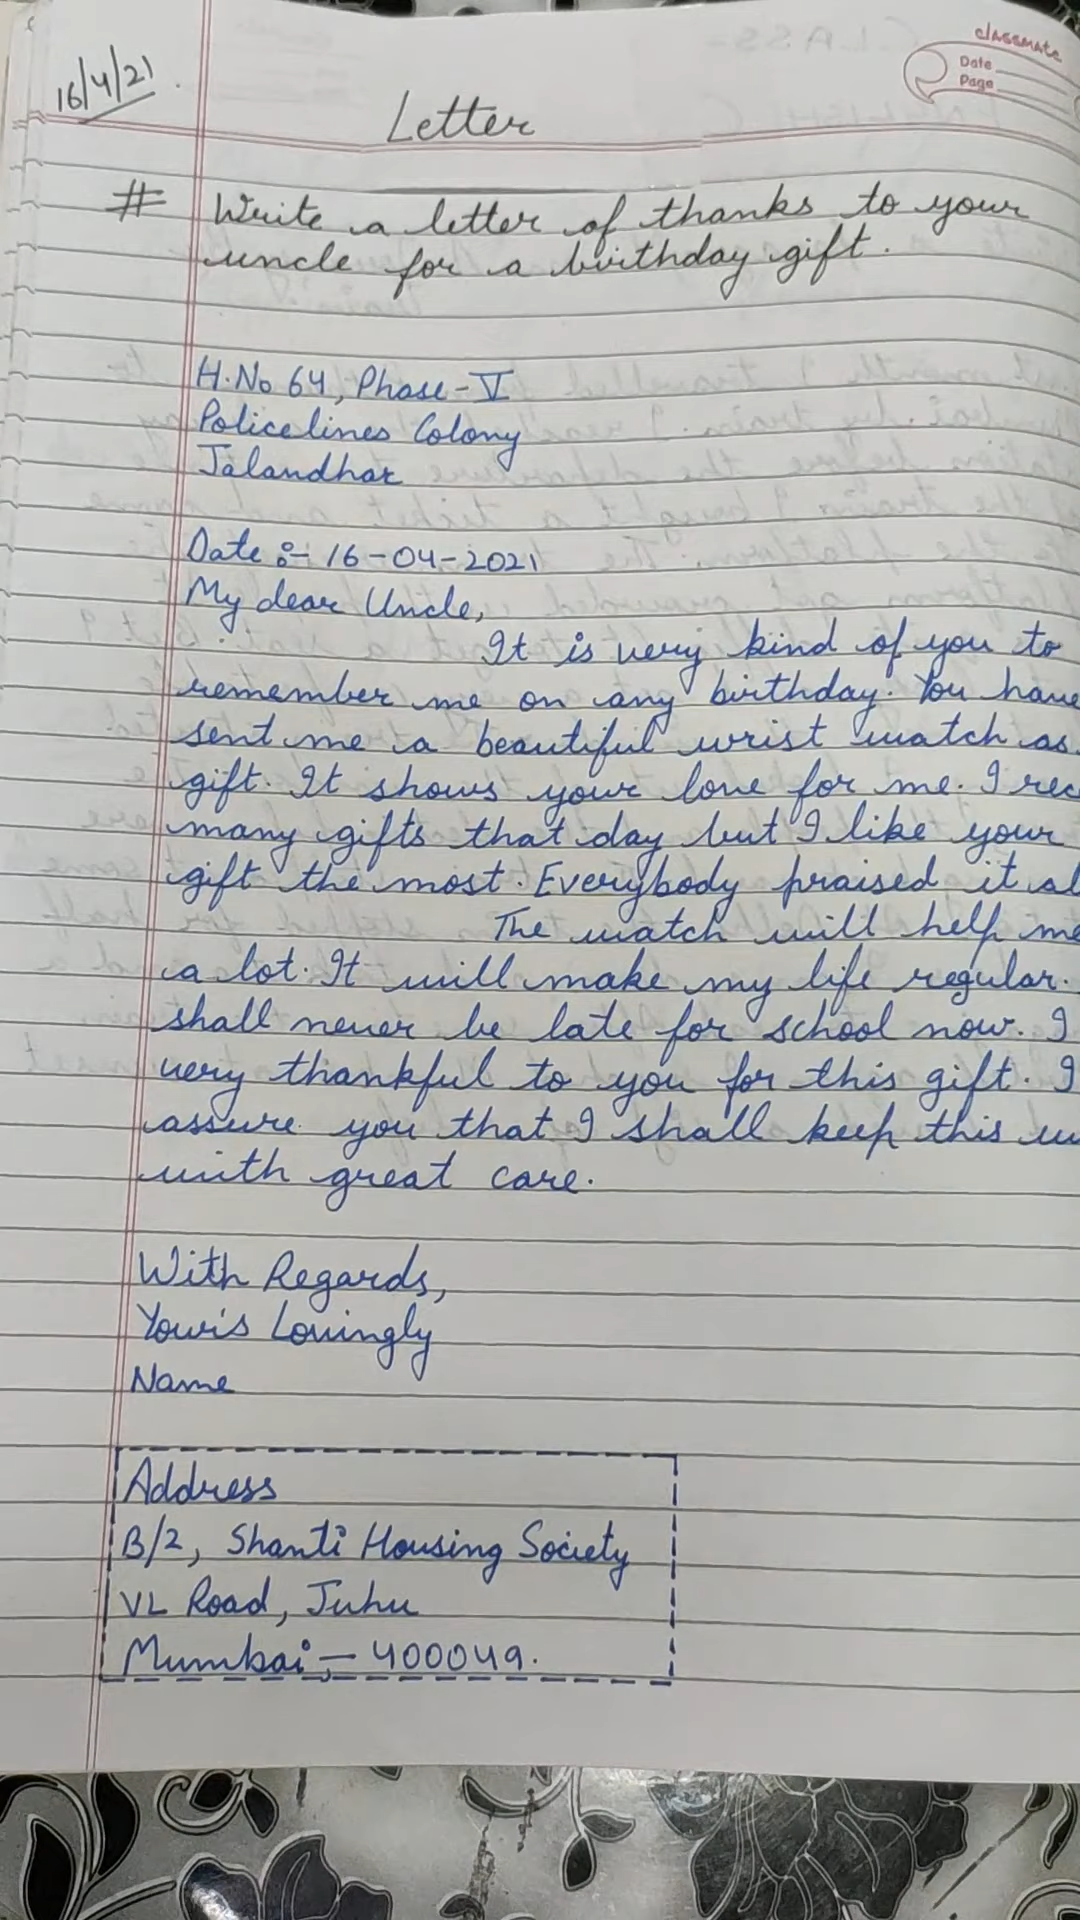 classmate
Date
Page
16/4/21
Letter
# Write a letter of thanks to your
uncle for a birthday gift.
H.No 64, Phase-V
Policelines Colony
Jalandhar
Date :- 16-04-2021
My dear Uncle,
It is very kind of you to
remember me on any birthday. You have
sent me a beautiful wrist watch as
gift. It shows your love for me. I rec
many gifts that day but I like your
gift the most. Everybody praised it al
The watch will help me
a lot. It will make my life regular.
shall never be late for school now. I
very thankful to you for this gift. I
assure you that I shall keep this w
with great care.
With Regards,
Your's Lovingly
Name
Address
B/2, Shanti Housing Society
VL Road, Juhu
Mumbai - 400049.